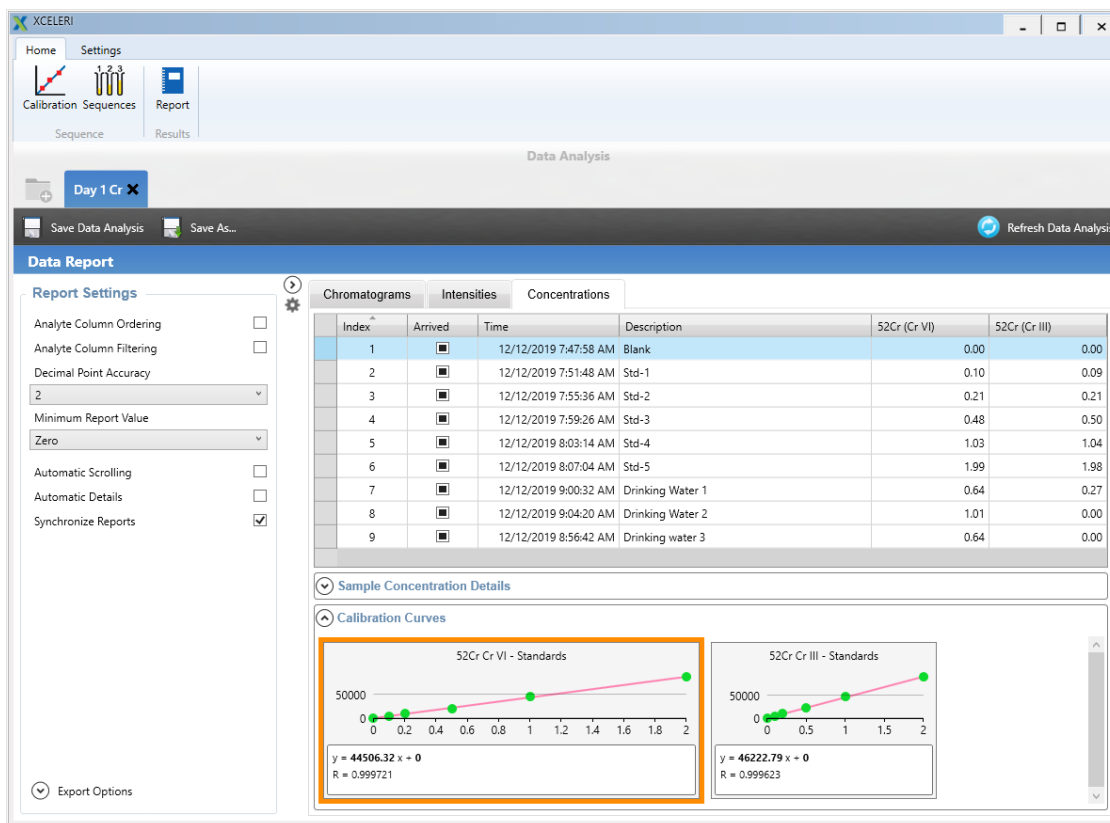 XCELERI
Home Settings
1 2 3
Calibration Sequences Report
Sequence Results
Data Analysis
Day 1 Cr
Save Data Analysis Save As... Refresh Data Analysis
Data Report
Report Settings
Analyte Column Ordering
Analyte Column Filtering
Decimal Point Accuracy
2
Minimum Report Value
Zero
Automatic Scrolling
Automatic Details
Synchronize Reports
Export Options
Chromatograms Intensities Concentrations
Index Arrived Time Description 52Cr (Cr VI) 52Cr (Cr III)
1 12/12/2019 7:47:58 AM Blank 0.00 0.00
2 12/12/2019 7:51:48 AM Std-1 0.10 0.09
3 12/12/2019 7:55:36 AM Std-2 0.21 0.21
4 12/12/2019 7:59:26 AM Std-3 0.48 0.50
5 12/12/2019 8:03:14 AM Std-4 1.03 1.04
6 12/12/2019 8:07:04 AM Std-5 1.99 1.98
7 12/12/2019 9:00:32 AM Drinking Water 1 0.64 0.27
8 12/12/2019 9:04:20 AM Drinking Water 2 1.01 0.00
9 12/12/2019 8:56:42 AM Drinking water 3 0.64 0.00
Sample Concentration Details
Calibration Curves
52Cr Cr VI - Standards
50000
0
0 0.2 0.4 0.6 0.8 1 1.2 1.4 1.6 1.8 2
y = 44506.32 x + 0
R = 0.999721
52Cr Cr III - Standards
50000
0
0 0.5 1 1.5 2
y = 46222.79 x + 0
R = 0.999623